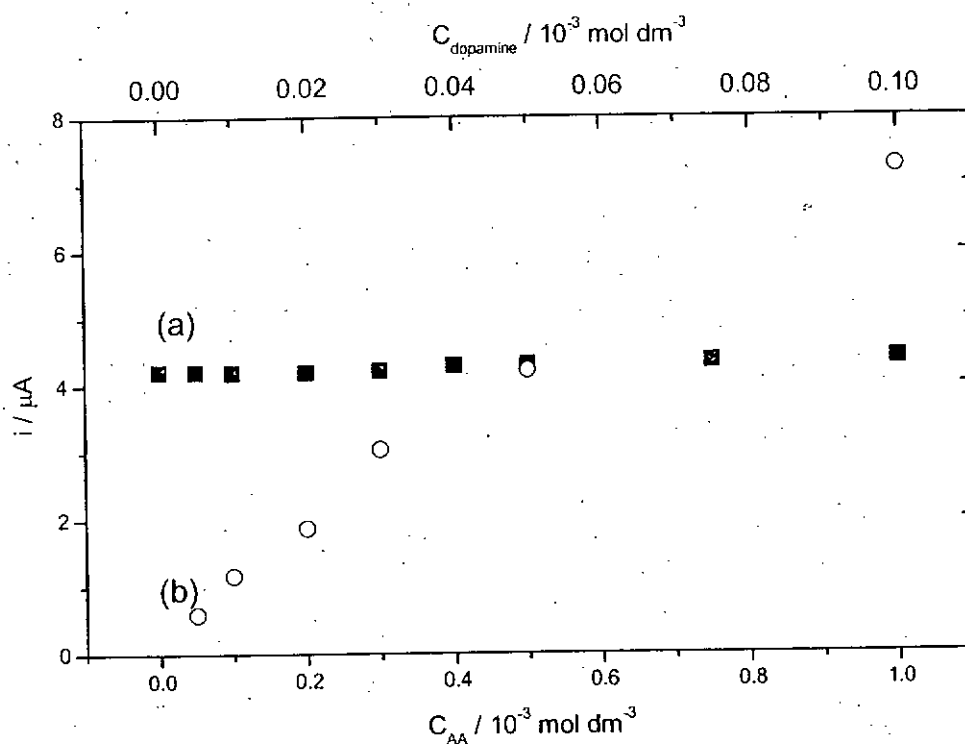 C_dopamine / 10^-3 mol dm^-3
0.00 0.02 0.04 0.06 0.08 0.10
8
6
(a)
4
i / μA
2
(b)
0
0.0 0.2 0.4 0.6 0.8 1.0
C_AA / 10^-3 mol dm^-3